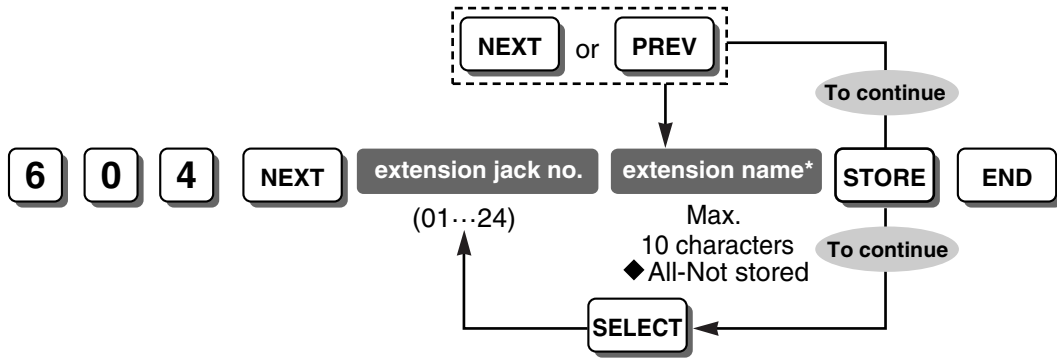 NEXT or PREV
To continue
6 0 4 NEXT extension jack no. extension name* STORE END
(01···24)
Max.
10 characters
◆All-Not stored
To continue
SELECT